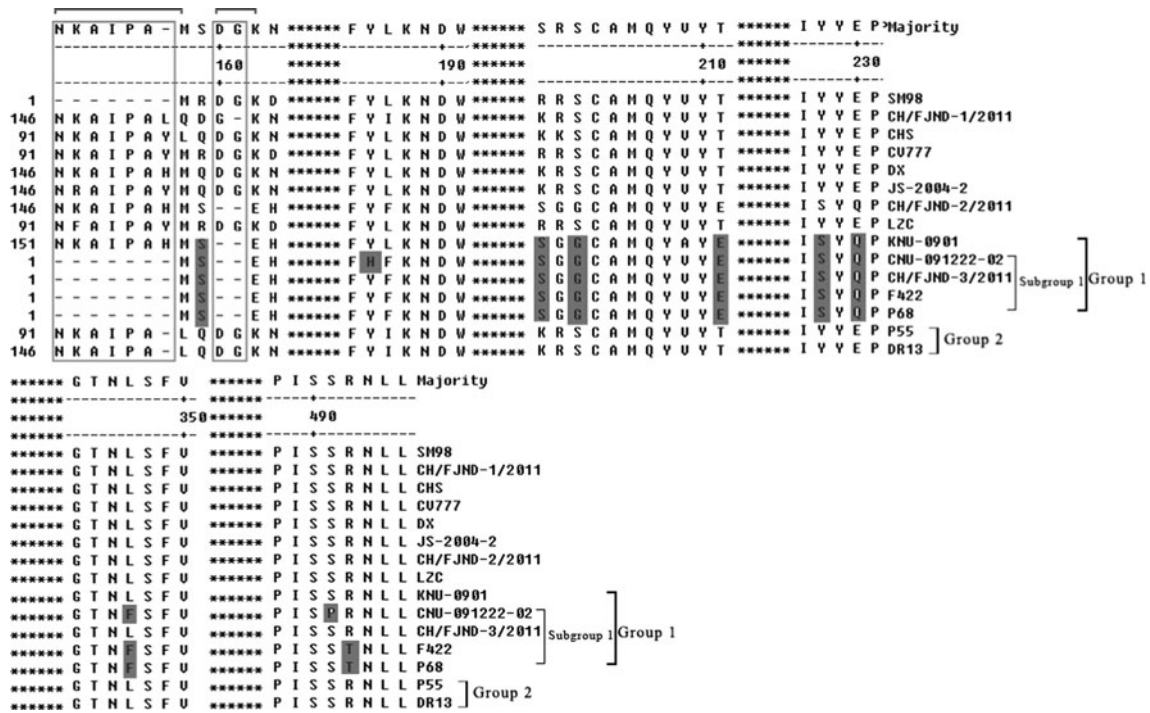 N K A I P A - M S D G K N ****** F Y L K N D W ****** S R S C A M Q Y V Y T ****** I Y Y E P Majority
160 ****** 190 ****** 210 ****** 230
1 - - - - - - - M R D G K D ****** F Y L K N D W ****** R R S C A M Q Y V Y T ****** I Y Y E P SM98
146 N K A I P A L Q D G - K N ****** F Y I K N D W ****** K R S C A M Q Y V Y T ****** I Y Y E P CH/FJND-1/2011
91 N K A I P A Y L Q D G K D ****** F Y L K N D W ****** K K S C A M Q Y V Y T ****** I Y Y E P CHS
91 N K A I P A Y M R D G K D ****** F Y L K N D W ****** R R S C A M Q Y V Y T ****** I Y Y E P CV777
146 N K A I P A H M Q D G K N ****** F Y L K N D W ****** K R S C A M Q Y V Y T ****** I Y Y E P DX
146 N R A I P A Y M Q D G K N ****** F Y L K N D W ****** K R S C A M Q Y V Y T ****** I Y Y E P JS-2004-2
146 N K A I P A H M S - - E H ****** F Y F K N D W ****** S G G C A M Q Y V Y E ****** I S Y Q P CH/FJND-2/2011
91 N F A I P A Y M R D G K D ****** F Y L K N D W ****** R R S C A M Q Y V Y T ****** I Y Y E P LZC
151 N K A I P A H M S - - E H ****** F Y L K N D W ****** S G G C A M Q Y A Y E ****** I S Y Q P KNU-0901
1 - - - - - - - M S - - E H ****** F H F K N D W ****** S G G C A M Q Y V Y E ****** I S Y Q P CNU-091222-02
1 - - - - - - - M S - - E H ****** F Y F K N D W ****** S G G C A M Q Y V Y E ****** I S Y Q P CH/FJND-3/2011 Subgroup 1 Group 1
1 - - - - - - - M S - - E H ****** F Y F K N D W ****** S G G C A M Q Y V Y E ****** I S Y Q P F422
1 - - - - - - - M S - - E H ****** F Y F K N D W ****** S G G C A M Q Y V Y E ****** I S Y Q P P68
91 N K A I P A - L Q D G K N ****** F Y I K N D W ****** K R S C A M Q Y V Y T ****** I Y Y E P P55 Group 2
146 N K A I P A - L Q D G K N ****** F Y I K N D W ****** K R S C A M Q Y V Y T ****** I Y Y E P DR13
****** G T N L S F V ****** P I S S R N L L Majority
****** 350 ****** 490
****** G T N L S F V ****** P I S S R N L L SM98
****** G T N L S F V ****** P I S S R N L L CH/FJND-1/2011
****** G T N L S F V ****** P I S S R N L L CHS
****** G T N L S F V ****** P I S S R N L L CV777
****** G T N L S F V ****** P I S S R N L L DX
****** G T N L S F V ****** P I S S R N L L JS-2004-2
****** G T N L S F V ****** P I S S R N L L CH/FJND-2/2011
****** G T N L S F V ****** P I S S R N L L LZC
****** G T N L S F V ****** P I S S R N L L KNU-0901
****** G T N F S F V ****** P I S P R N L L CNU-091222-02
****** G T N L S F V ****** P I S S R N L L CH/FJND-3/2011 Subgroup 1 Group 1
****** G T N F S F V ****** P I S S T N L L F422
****** G T N F S F V ****** P I S S T N L L P68
****** G T N L S F V ****** P I S S R N L L P55 Group 2
****** G T N L S F V ****** P I S S R N L L DR13